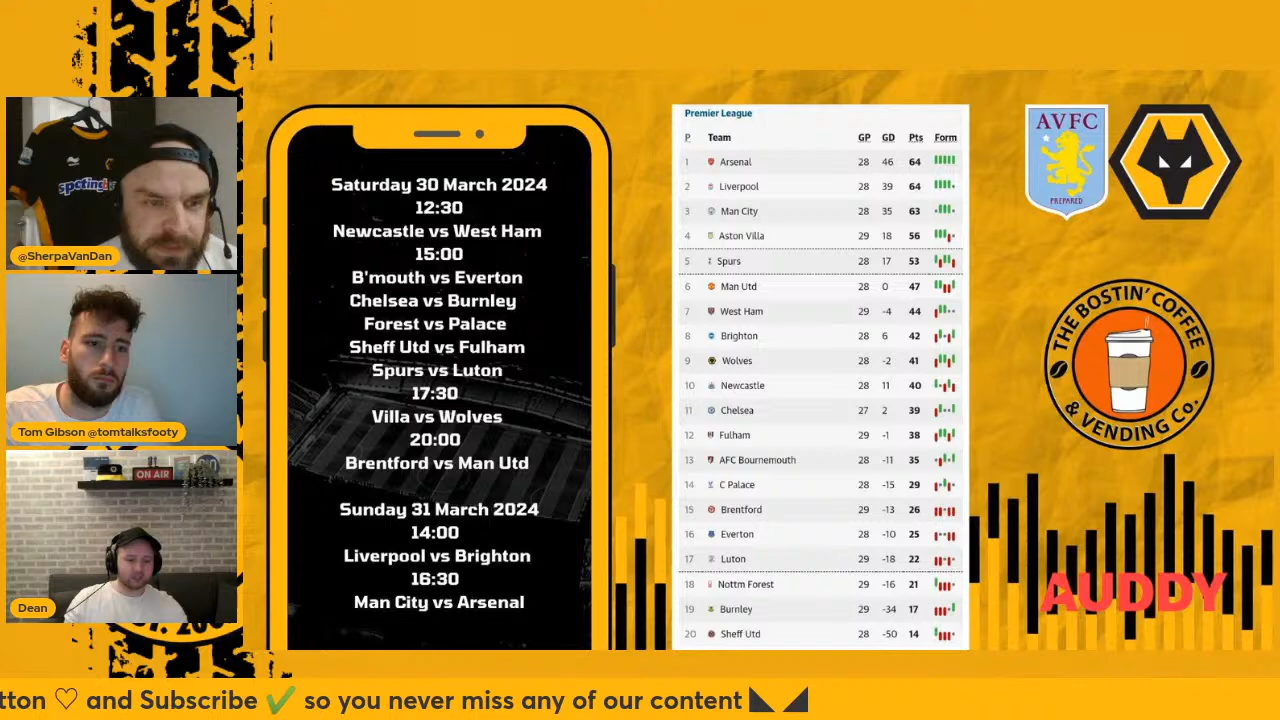 spotingbet
@SherpaVanDan
Tom Gibson @tomtalksfooty
ON AIR
Dean
Saturday 30 March 2024
12:30
Newcastle vs West Ham
15:00
B'mouth vs Everton
Chelsea vs Burnley
Forest vs Palace
Sheff Utd vs Fulham
Spurs vs Luton
17:30
Villa vs Wolves
20:00
Brentford vs Man Utd
Sunday 31 March 2024
14:00
Liverpool vs Brighton
16:30
Man City vs Arsenal
Premier League
P Team GP GD Pts Form
1 Arsenal 28 46 64
2 Liverpool 28 39 64
3 Man City 28 35 63
4 Aston Villa 29 18 56
5 Spurs 28 17 53
6 Man Utd 28 0 47
7 West Ham 29 -4 44
8 Brighton 28 6 42
9 Wolves 28 -2 41
10 Newcastle 28 11 40
11 Chelsea 27 2 39
12 Fulham 29 -1 38
13 AFC Bournemouth 28 -11 35
14 C Palace 28 -15 29
15 Brentford 29 -13 26
16 Everton 28 -10 25
17 Luton 29 -18 22
18 Nottm Forest 29 -16 21
19 Burnley 29 -34 17
20 Sheff Utd 28 -50 14
AVFC
PREPARED
THE BOSTIN' COFFEE
& VENDING Co.
AUDDY
tton ♡ and Subscribe ✔ so you never miss any of our content